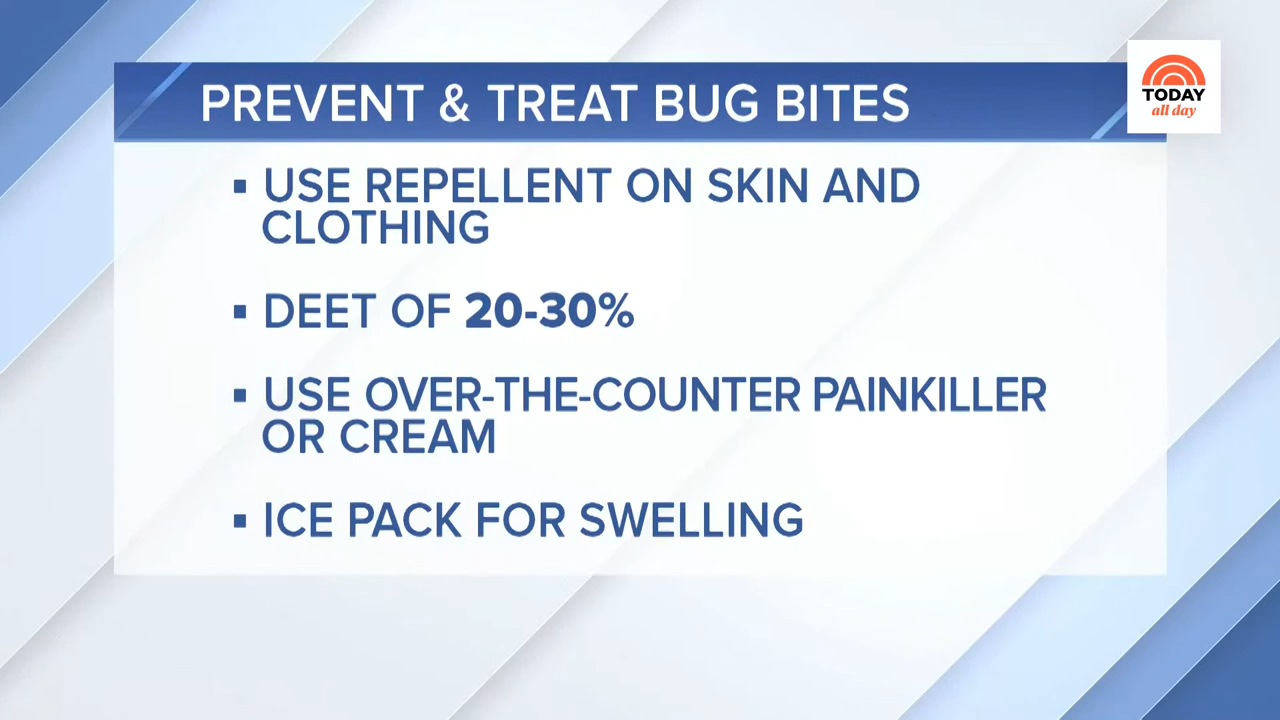 PREVENT & TREAT BUG BITES
TODAY
all day
▪ USE REPELLENT ON SKIN AND
CLOTHING
▪ DEET OF 20-30%
▪ USE OVER-THE-COUNTER PAINKILLER
OR CREAM
▪ ICE PACK FOR SWELLING